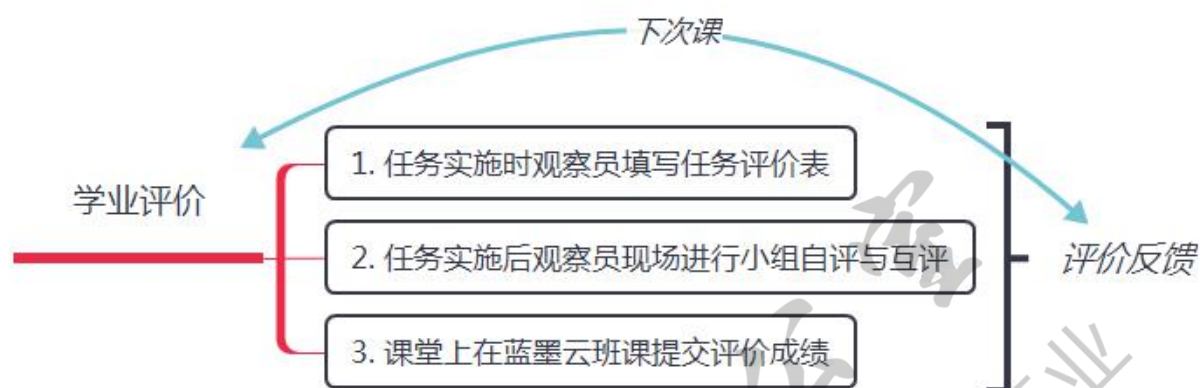 下次课
学业评价
1. 任务实施时观察员填写任务评价表
2. 任务实施后观察员现场进行小组自评与互评
3. 课堂上在蓝墨云班课提交评价成绩
评价反馈
业